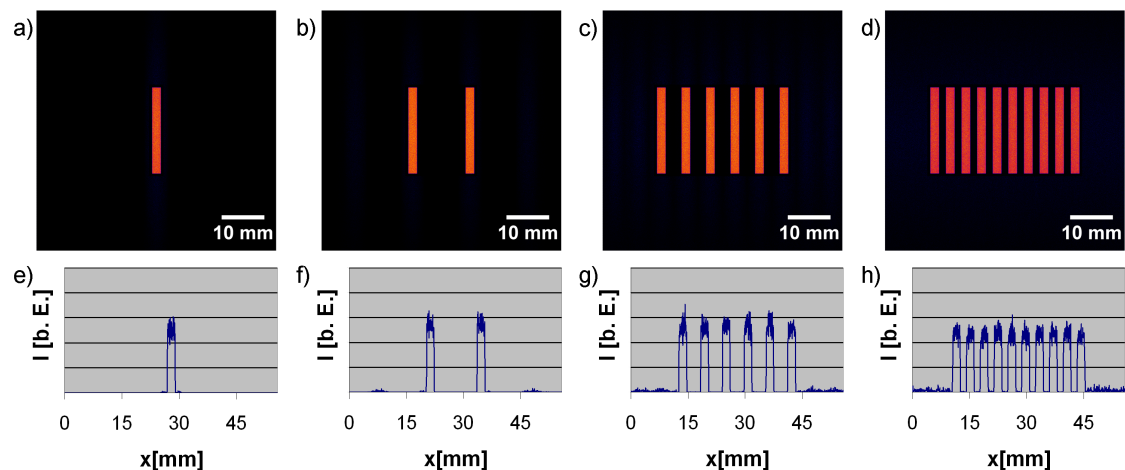 a)
b)
c)
d)
10 mm
10 mm
10 mm
10 mm
e)
f)
g)
h)
I [b. E.]
I [b. E.]
I [b. E.]
I [b. E.]
0 15 30 45
0 15 30 45
0 15 30 45
0 15 30 45
x[mm]
x[mm]
x[mm]
x[mm]